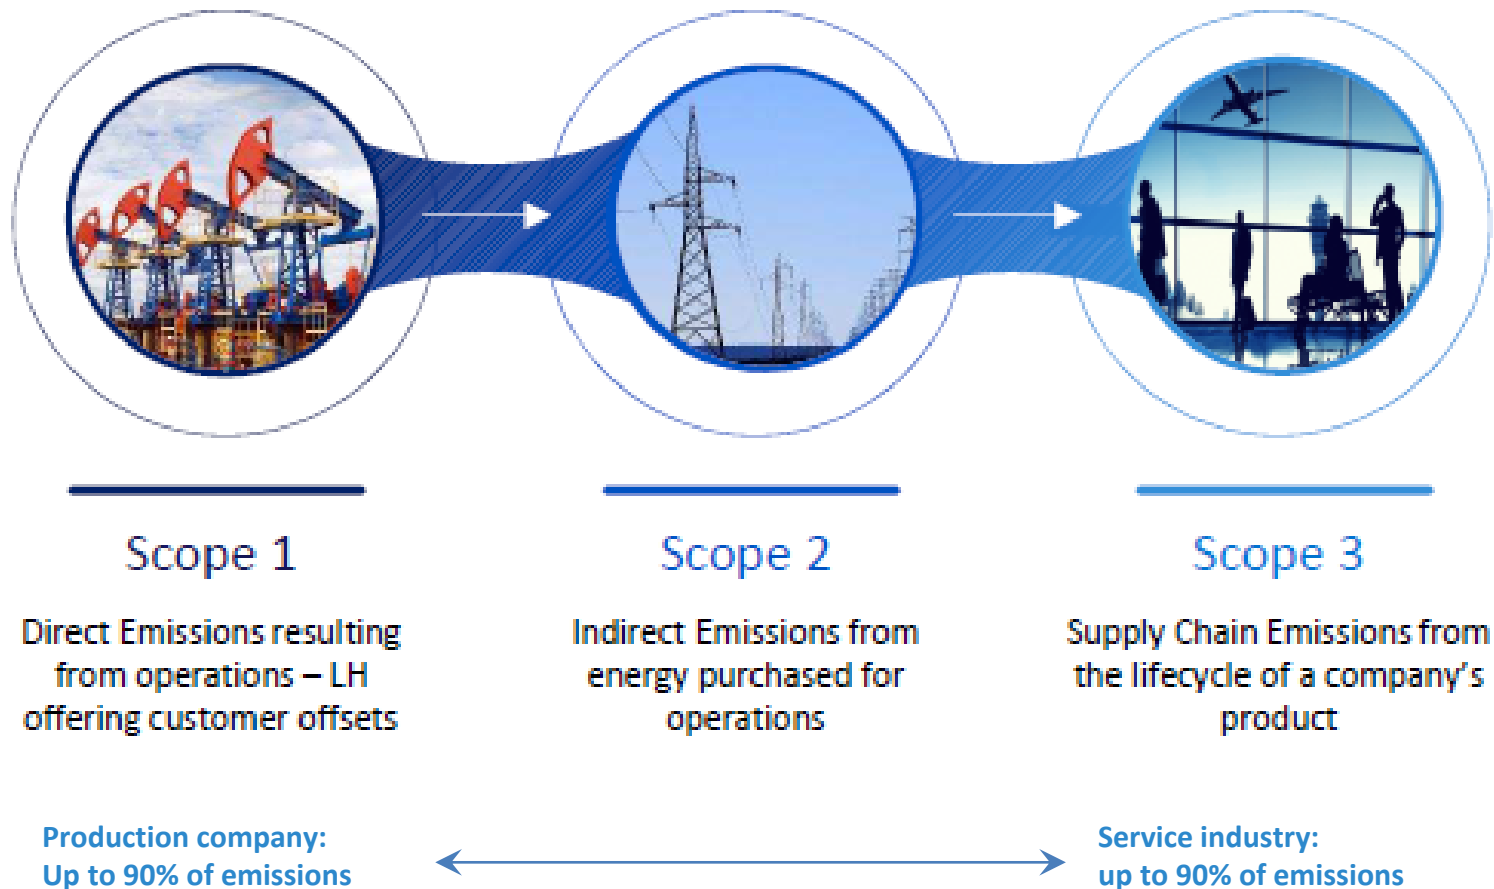 Scope 1
Direct Emissions resulting
from operations – LH
offering customer offsets
Scope 2
Indirect Emissions from
energy purchased for
operations
Scope 3
Supply Chain Emissions from
the lifecycle of a company's
product
Production company:
Up to 90% of emissions
Service industry:
up to 90% of emissions